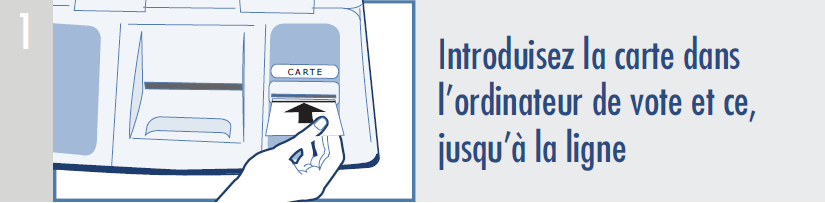 1
CARTE
Introduisez la carte dans
l'ordinateur de vote et ce,
jusqu'à la ligne